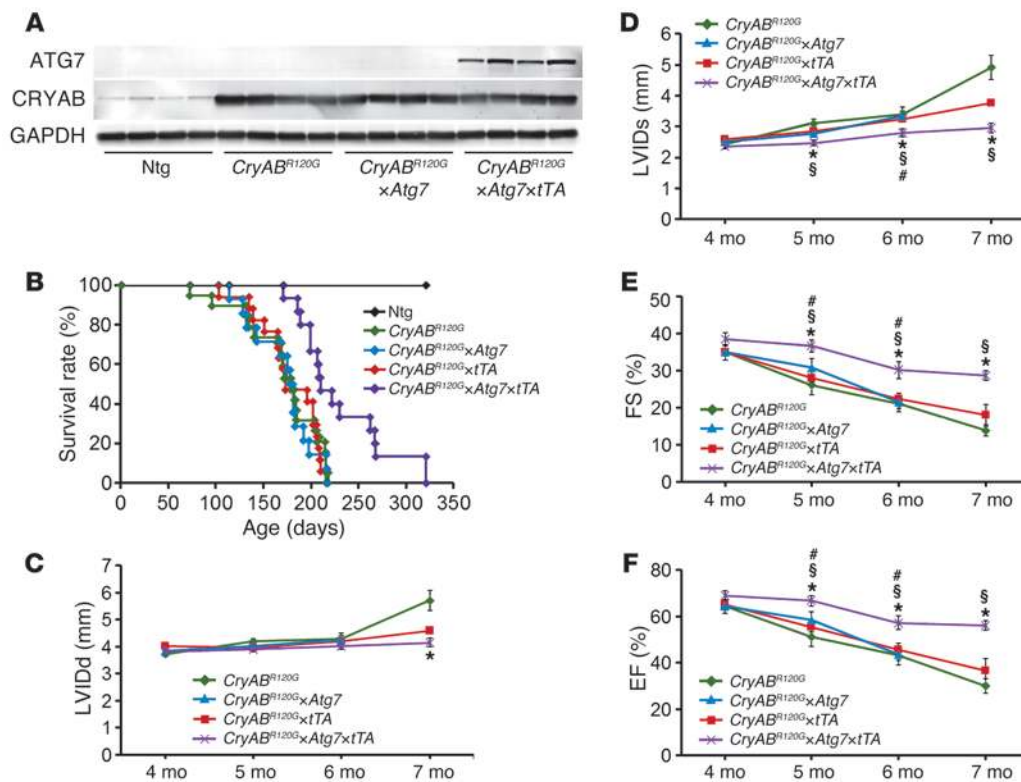 A
ATG7
CRYAB
GAPDH
Ntg
CryAB^R120G
CryAB^R120G
×Atg7
CryAB^R120G
×Atg7×tTA
B
Survival rate (%)
100
80
60
40
20
0
0 50 100 150 200 250 300 350
Age (days)
Ntg
CryAB^R120G
CryAB^R120G×Atg7
CryAB^R120G×tTA
CryAB^R120G×Atg7×tTA
C
LVIDd (mm)
7
6
5
4
3
2
1
0
CryAB^R120G
CryAB^R120G×Atg7
CryAB^R120G×tTA
CryAB^R120G×Atg7×tTA
*
4 mo 5 mo 6 mo 7 mo
D
LVIDs (mm)
6
5
4
3
2
1
0
CryAB^R120G
CryAB^R120G×Atg7
CryAB^R120G×tTA
CryAB^R120G×Atg7×tTA
*
§
*
§
#
*
§
4 mo 5 mo 6 mo 7 mo
E
FS (%)
50
40
30
20
10
0
#
§
*
#
§
*
§
*
CryAB^R120G
CryAB^R120G×Atg7
CryAB^R120G×tTA
CryAB^R120G×Atg7×tTA
4 mo 5 mo 6 mo 7 mo
F
EF (%)
80
60
40
60
0
#
§
*
#
§
*
§
*
CryAB^R120G
CryAB^R120G×Atg7
CryAB^R120G×tTA
CryAB^R120G×Atg7×tTA
4 mo 5 mo 6 mo 7 mo